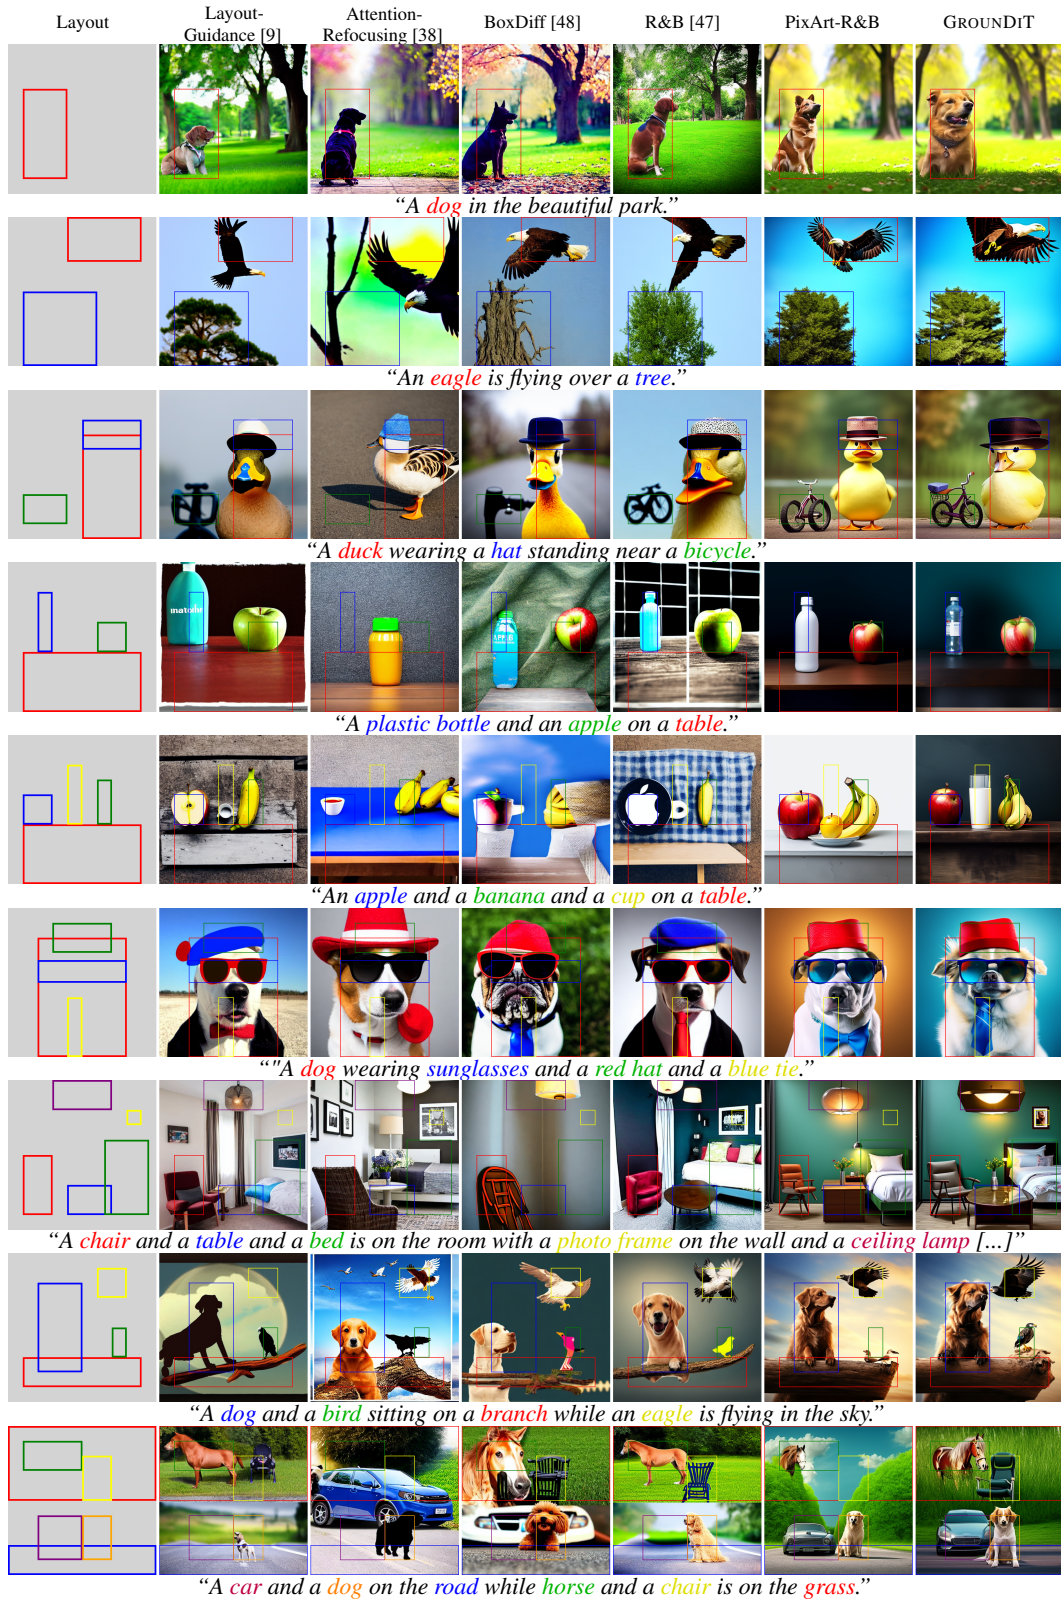 Layout
Layout-
Guidance [9]
Attention-
Refocusing [38]
BoxDiff [48]
R&B [47]
PixArt-R&B
GROUNDIT
“A dog in the beautiful park.”
“An eagle is flying over a tree.”
“A duck wearing a hat standing near a bicycle.”
“A plastic bottle and an apple on a table.”
“An apple and a banana and a cup on a table.”
“"A dog wearing sunglasses and a red hat and a blue tie.”
“A chair and a table and a bed is on the room with a photo frame on the wall and a ceiling lamp [...]”
“A dog and a bird sitting on a branch while an eagle is flying in the sky.”
“A car and a dog on the road while horse and a chair is on the grass.”